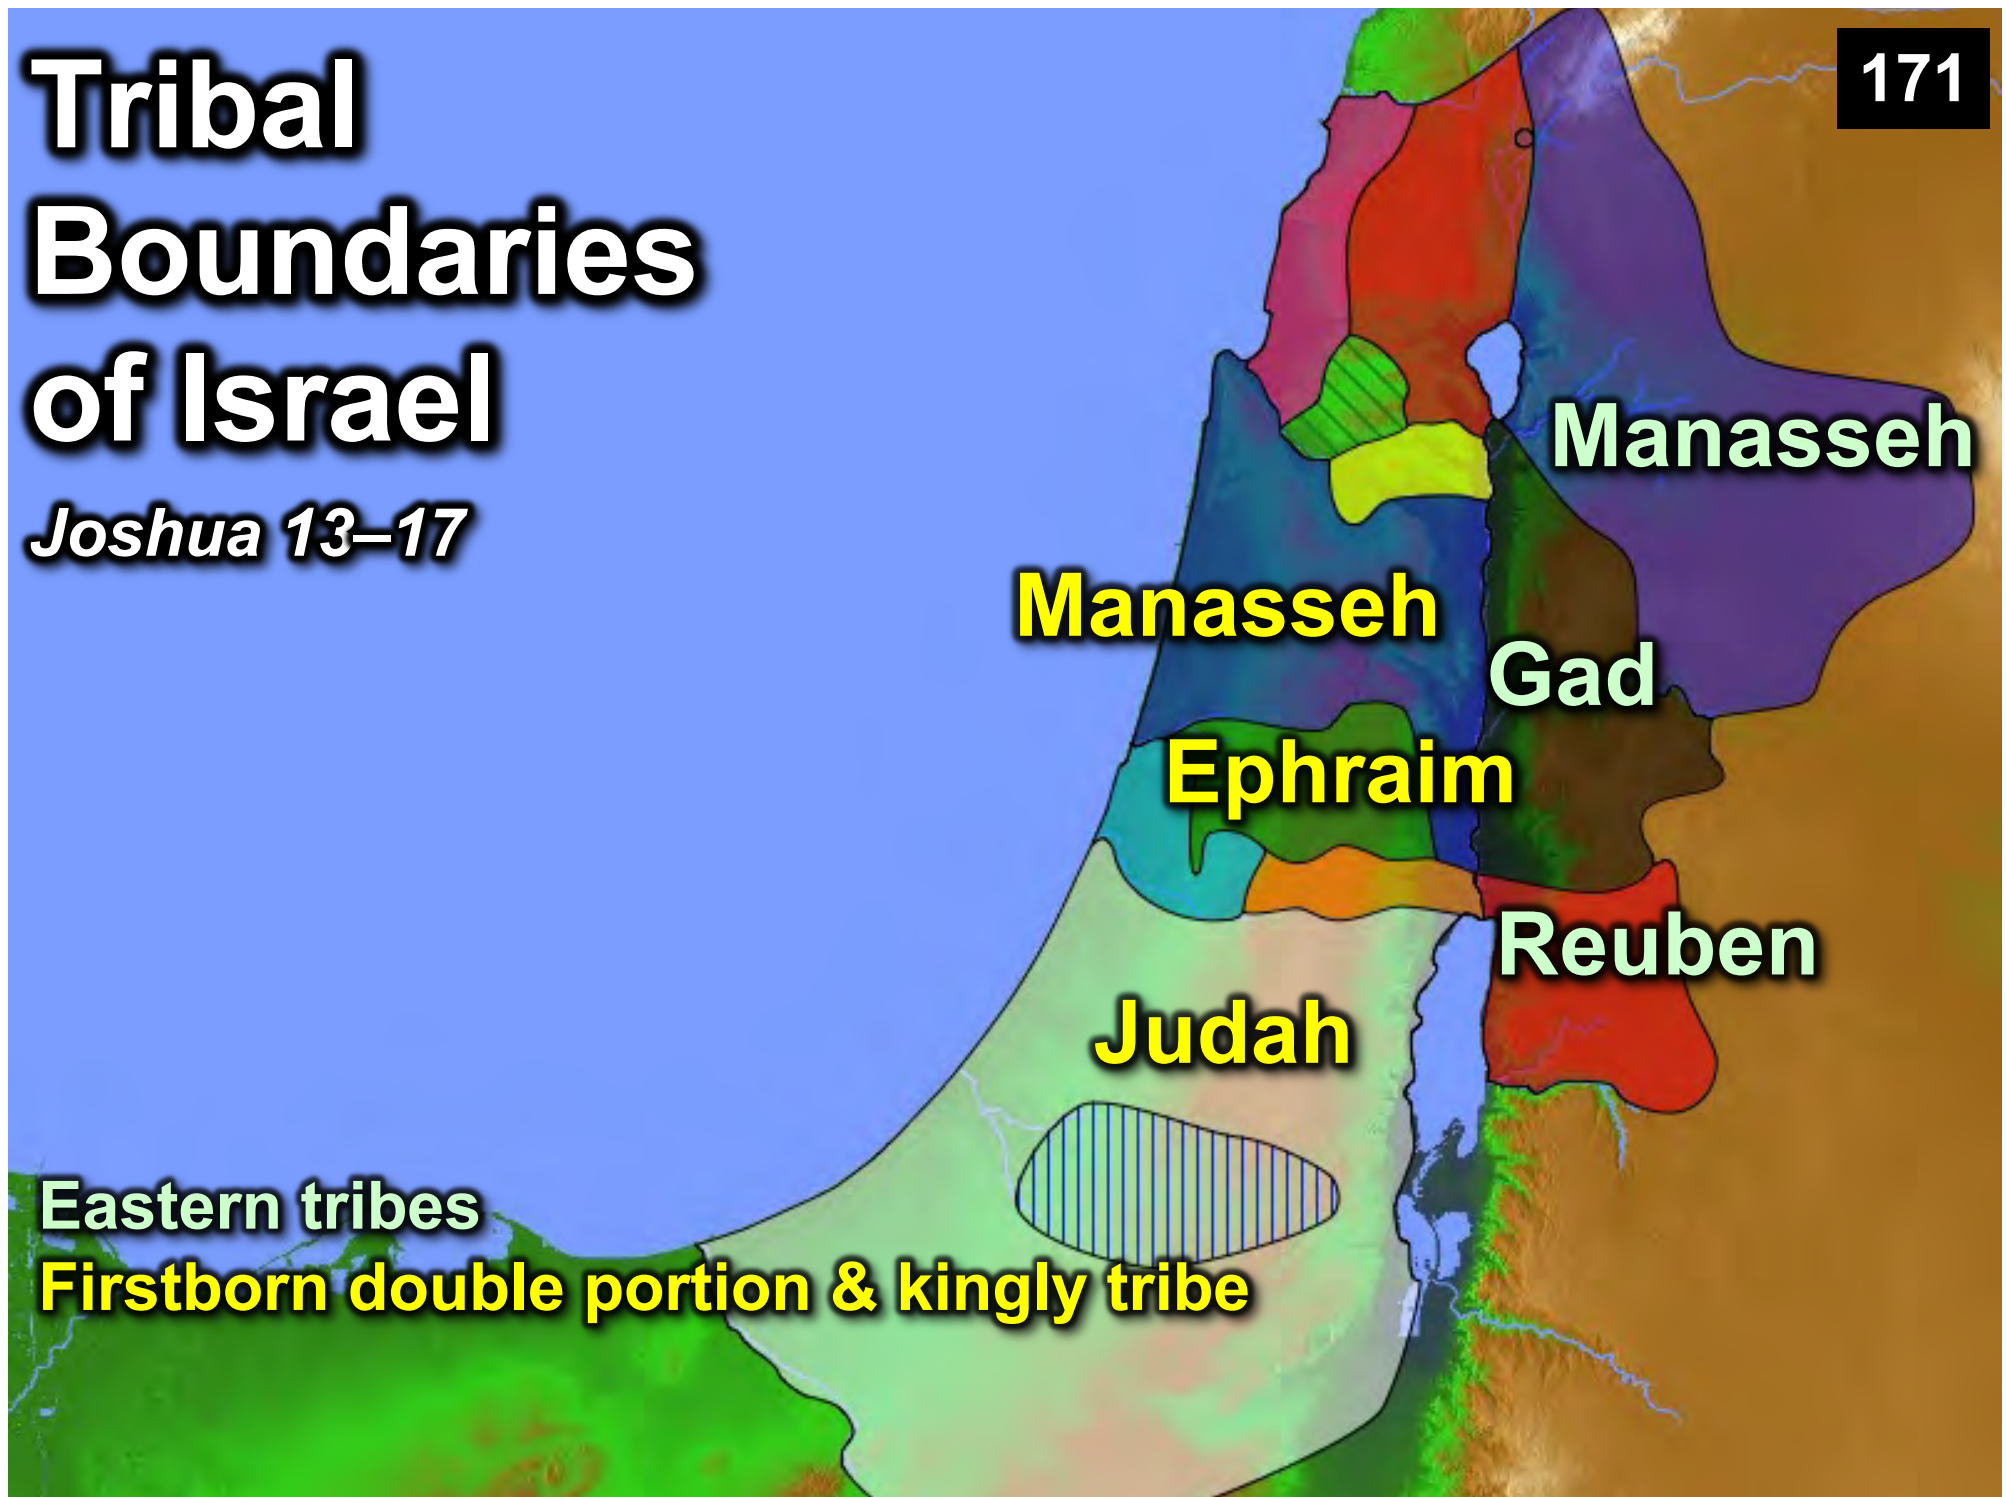 Tribal
Boundaries
of Israel
Joshua 13–17
171
Manasseh
Manasseh
Gad
Ephraim
Reuben
Judah
Eastern tribes
Firstborn double portion & kingly tribe